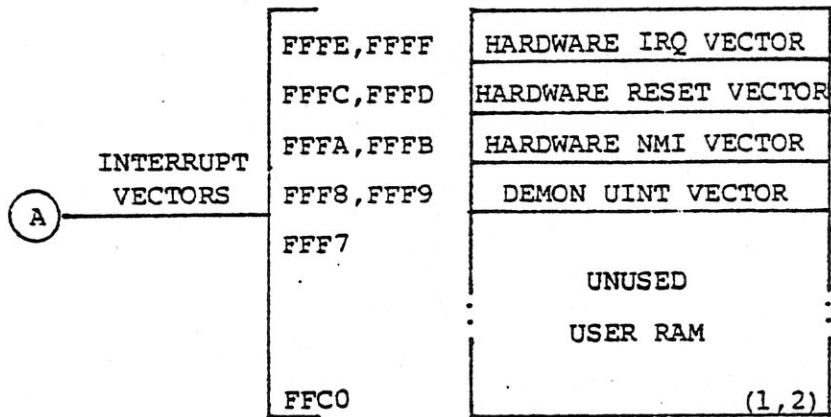 FFFE,FFFF HARDWARE IRQ VECTOR
FFFC,FFFD HARDWARE RESET VECTOR
FFFA,FFFB HARDWARE NMI VECTOR
INTERRUPT
VECTORS
A
FFF8,FFF9 DEMON UINT VECTOR
FFF7
UNUSED
USER RAM
FFC0 (1,2)